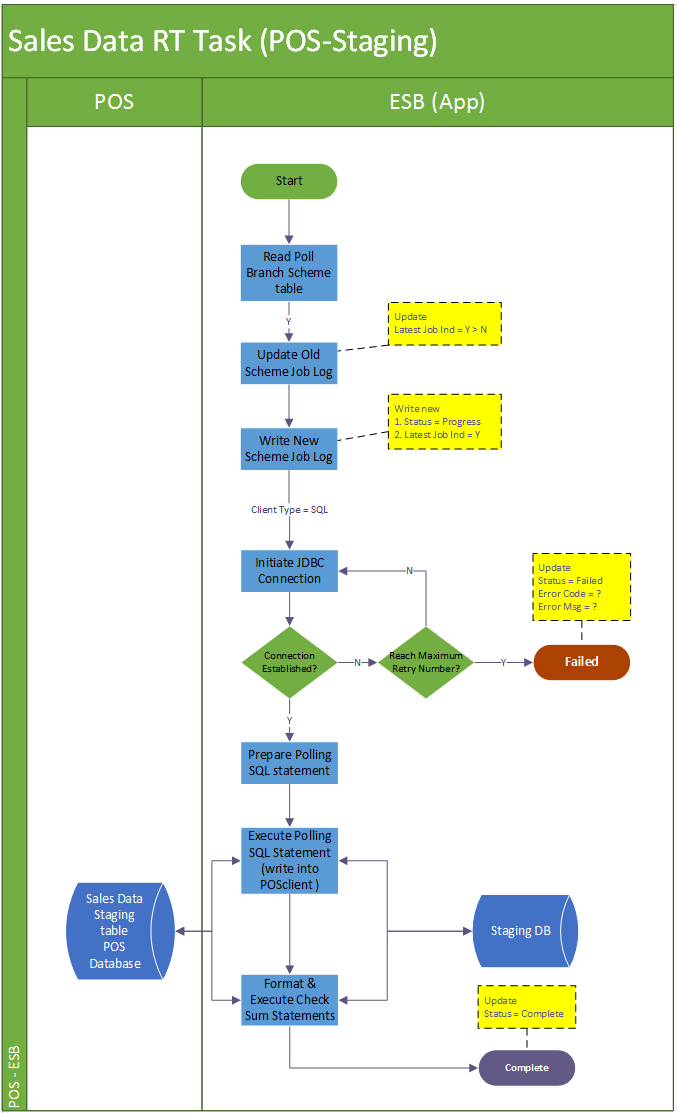 Sales Data RT Task (POS-Staging)
POS
ESB (App)
Start
Read Poll
Branch Scheme
table
Y
Update
Latest Job Ind = Y > N
Update Old
Scheme Job Log
Write new
1. Status = Progress
2. Latest Job Ind = Y
Write New
Scheme Job Log
Client Type = SQL
Initiate JDBC
Connection
N
Update
Status = Failed
Error Code = ?
Error Msg = ?
Connection
Established?
N
Reach Maximum
Retry Number?
Y
Failed
Y
Prepare Polling
SQL statement
Execute Polling
SQL Statement
(write into
POSclient )
Sales Data
Staging
table
POS
Database
Staging DB
Format &
Execute Check
Sum Statements
Update
Status = Complete
Complete
POS - ESB